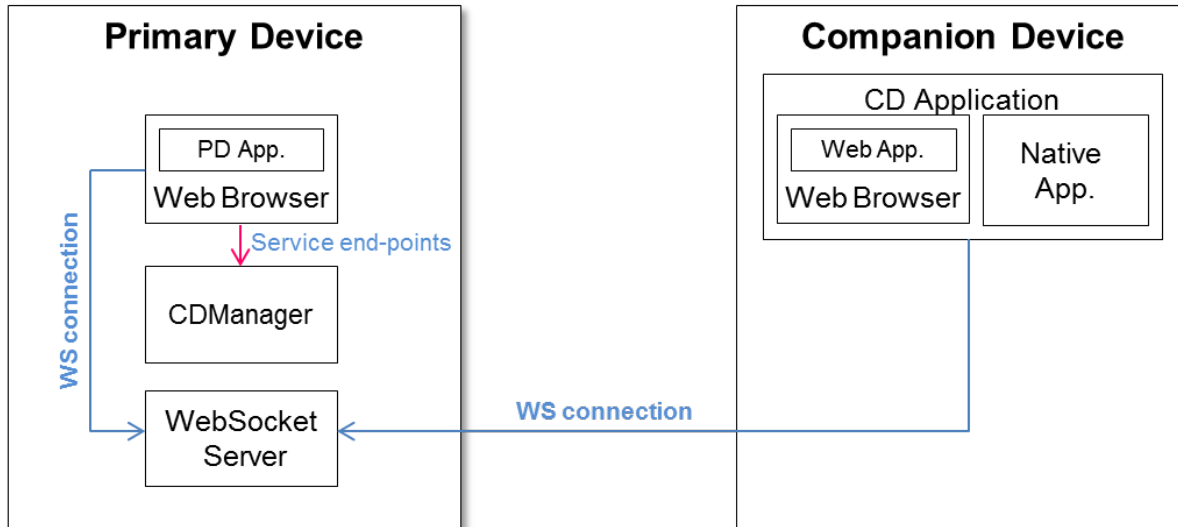 Primary Device
PD App.
Web Browser
Service end-points
CDManager
WS connection
WebSocket
Server
WS connection
Companion Device
CD Application
Web App.
Web Browser
Native
App.